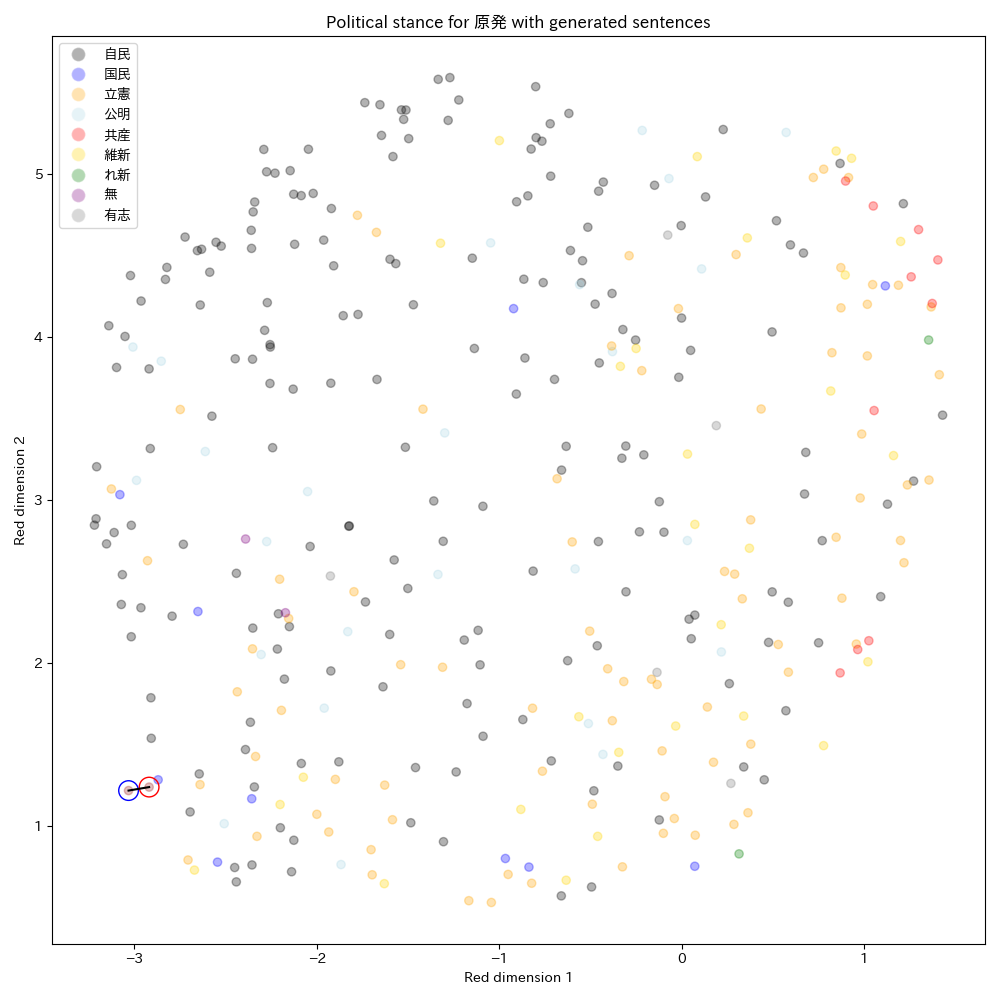 Political stance for 原発 with generated sentences
自民
国民
立憲
公明
共産
維新
れ新
無
有志
5
4
3
2
1
Red dimension 2
−3
−2
−1
0
1
Red dimension 1